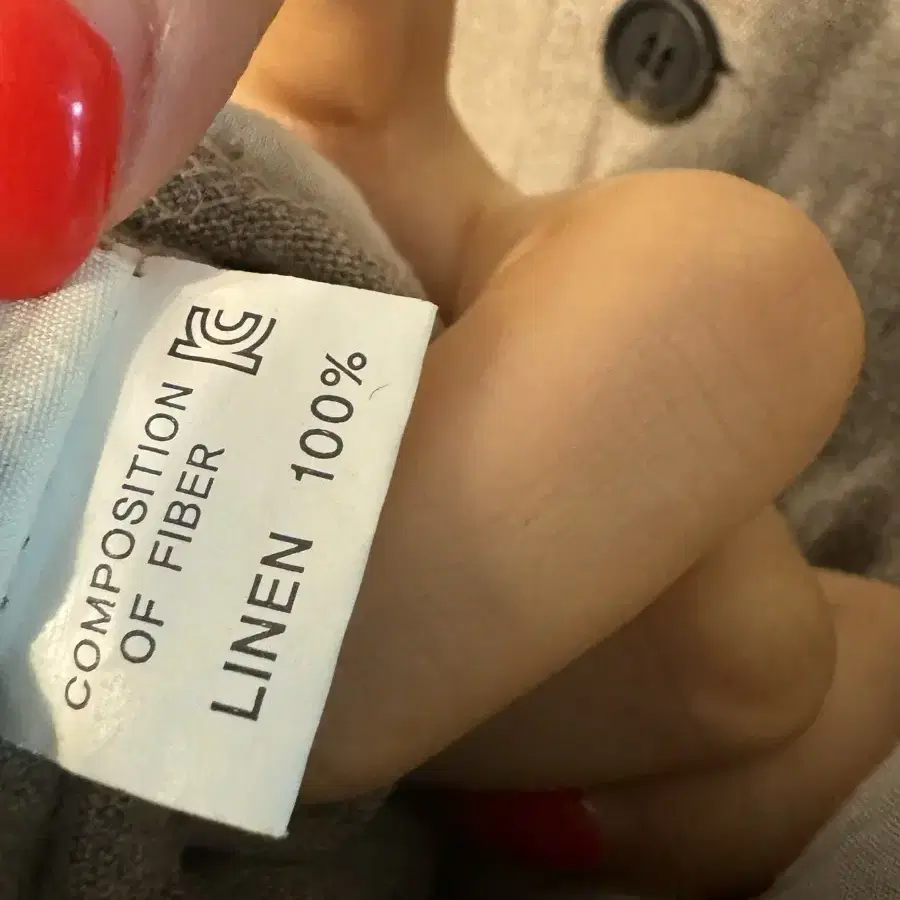 COMPOSITION
OF FIBER
LINEN 100%